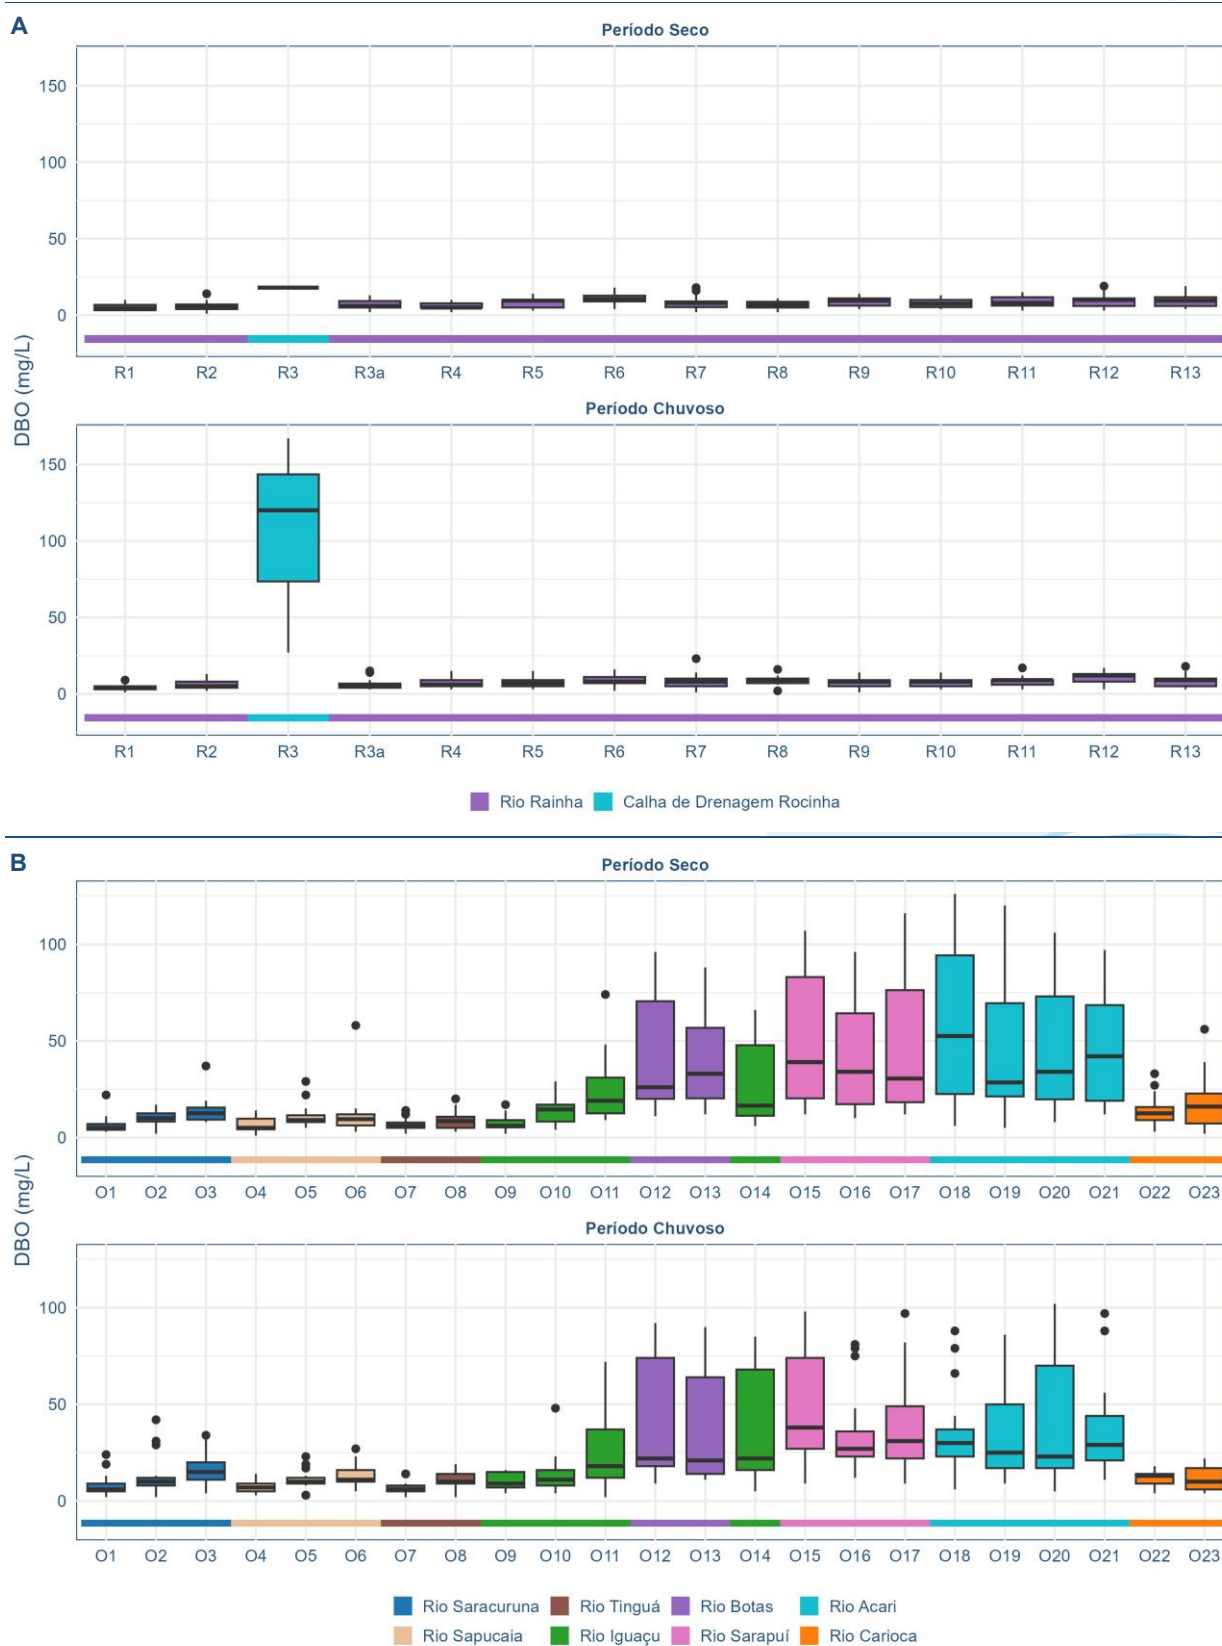 A
Período Seco
150
100
50
0
R1 R2 R3 R3a R4 R5 R6 R7 R8 R9 R10 R11 R12 R13
DBO (mg/L)
Período Chuvoso
150
100
50
0
R1 R2 R3 R3a R4 R5 R6 R7 R8 R9 R10 R11 R12 R13
Rio Rainha Calha de Drenagem Rocinha
B
Período Seco
100
50
0
O1 O2 O3 O4 O5 O6 O7 O8 O9 O10 O11 O12 O13 O14 O15 O16 O17 O18 O19 O20 O21 O22 O23
DBO (mg/L)
Período Chuvoso
100
50
0
O1 O2 O3 O4 O5 O6 O7 O8 O9 O10 O11 O12 O13 O14 O15 O16 O17 O18 O19 O20 O21 O22 O23
Rio Saracuruna Rio Tinguá Rio Botas Rio Acari
Rio Sapucaia Rio Iguaçu Rio Sarapuí Rio Carioca